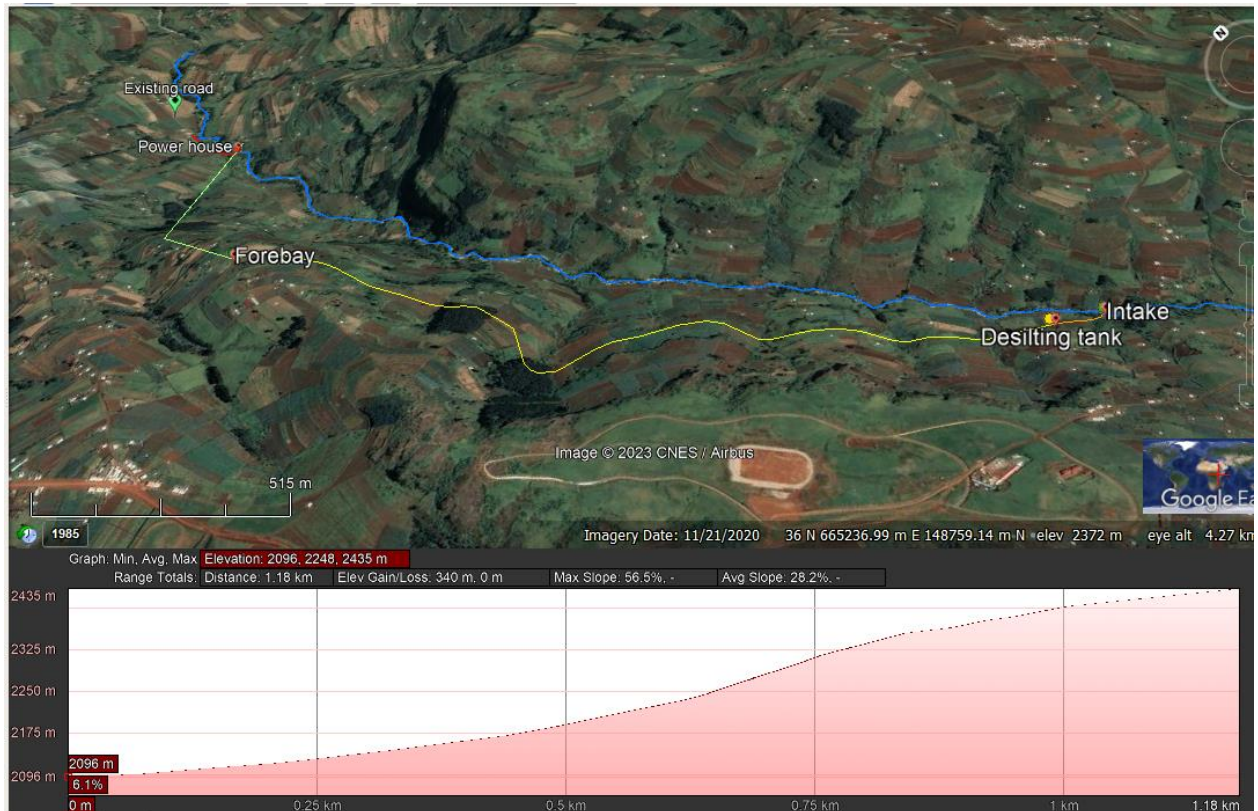 Existing road
Power house
Forebay
Intake
Desilting tank
Image © 2023 CNES / Airbus
515 m
Google Ea
1985
Imagery Date: 11/21/2020 36 N 665236.99 m E 148759.14 m N elev 2372 m eye alt 4.27 km
Graph: Min, Avg, Max Elevation: 2096, 2248, 2435 m
Range Totals: Distance: 1.18 km Elev Gain/Loss: 340 m, 0 m Max Slope: 56.5%, - Avg Slope: 28.2%, -
2435 m
2325 m
2250 m
2175 m
2096 m
2096 m
6.1%
0 m
0.25 km
0.5 km
0.75 km
1 km
1.18 km